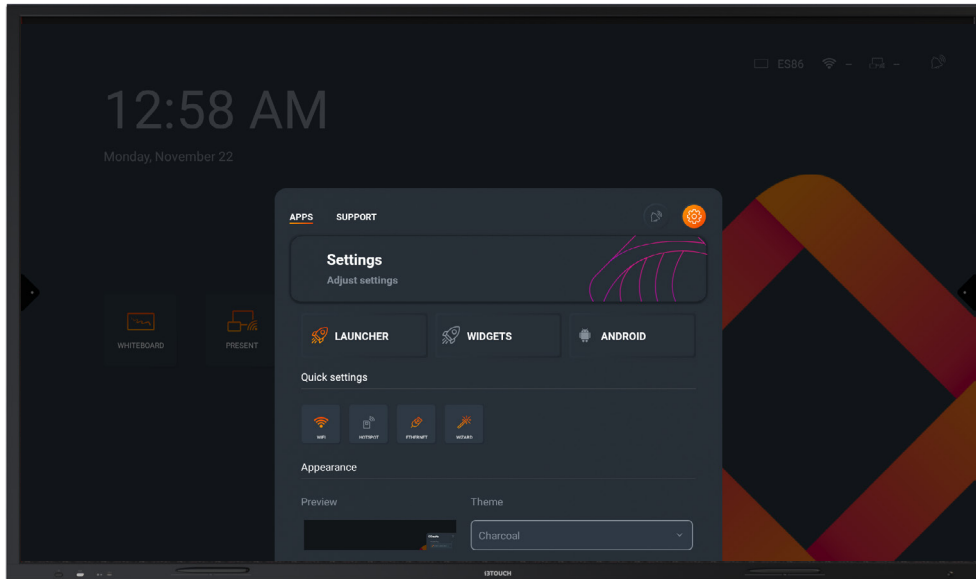 ES86 – –
12:58 AM
Monday, November 22
APPS SUPPORT
Settings
Adjust settings
WHITEBOARD PRESENT
LAUNCHER WIDGETS ANDROID
Quick settings
WIFI HOTSPOT ETHERNET WIZARD
Appearance
Preview Theme
Charcoal
i3TOUCH